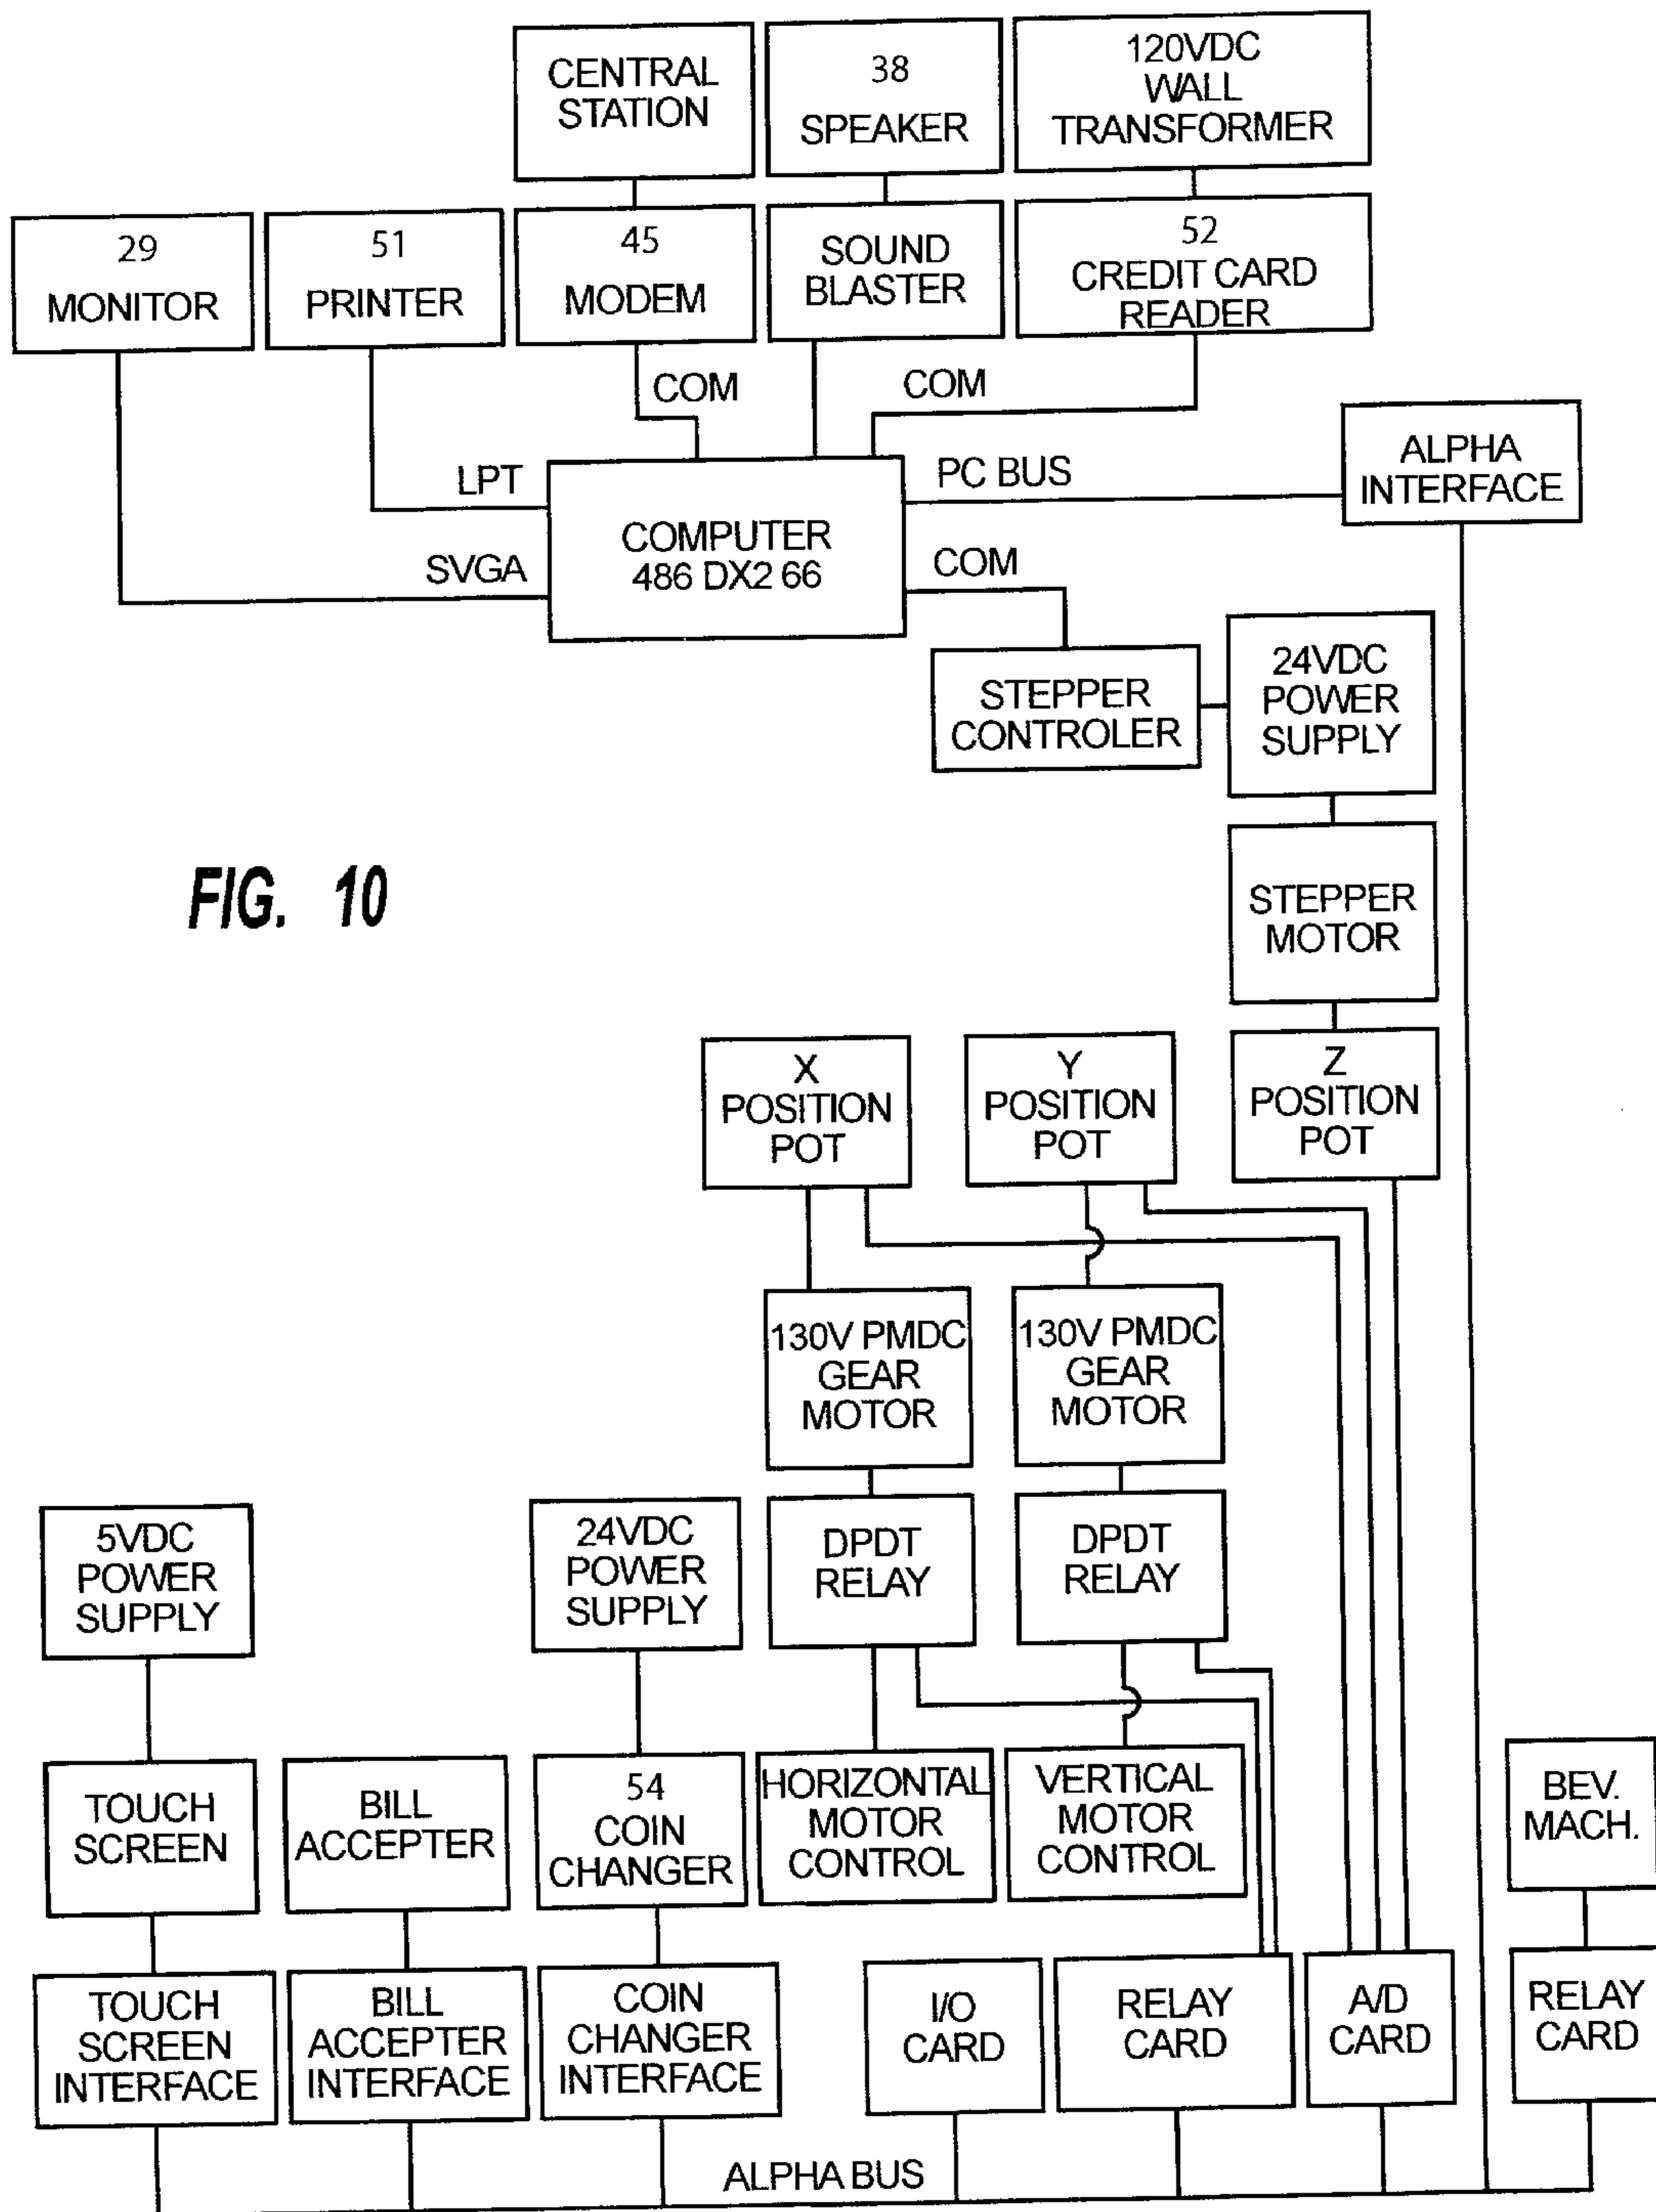 CENTRAL
STATION
38
SPEAKER
120VDC
WALL
TRANSFORMER
29
MONITOR
51
PRINTER
45
MODEM
SOUND
BLASTER
52
CREDIT CARD
READER
COM
COM
LPT
SVGA
COMPUTER
486 DX2 66
PC BUS
COM
ALPHA
INTERFACE
STEPPER
CONTROLER
24VDC
POWER
SUPPLY
FIG. 10
STEPPER
MOTOR
X
POSITION
POT
Y
POSITION
POT
Z
POSITION
POT
130V PMDC
GEAR
MOTOR
130V PMDC
GEAR
MOTOR
5VDC
POWER
SUPPLY
24VDC
POWER
SUPPLY
DPDT
RELAY
DPDT
RELAY
TOUCH
SCREEN
BILL
ACCEPTER
54
COIN
CHANGER
HORIZONTAL
MOTOR
CONTROL
VERTICAL
MOTOR
CONTROL
BEV.
MACH.
TOUCH
SCREEN
INTERFACE
BILL
ACCEPTER
INTERFACE
COIN
CHANGER
INTERFACE
I/O
CARD
RELAY
CARD
A/D
CARD
RELAY
CARD
ALPHA BUS